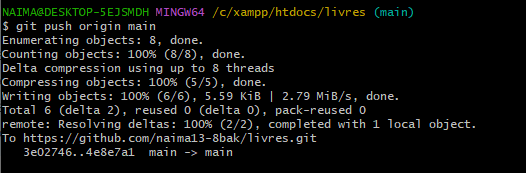 NAIMA@DESKTOP-5EJSMDH MINGW64 /c/xampp/htdocs/livres (main)
$ git push origin main
Enumerating objects: 8, done.
Counting objects: 100% (8/8), done.
Delta compression using up to 8 threads
Compressing objects: 100% (5/5), done.
Writing objects: 100% (6/6), 5.59 KiB | 2.79 MiB/s, done.
Total 6 (delta 2), reused 0 (delta 0), pack-reused 0
remote: Resolving deltas: 100% (2/2), completed with 1 local object.
To https://github.com/naima13-8bak/livres.git
   3e02746..4e8e7a1  main -> main